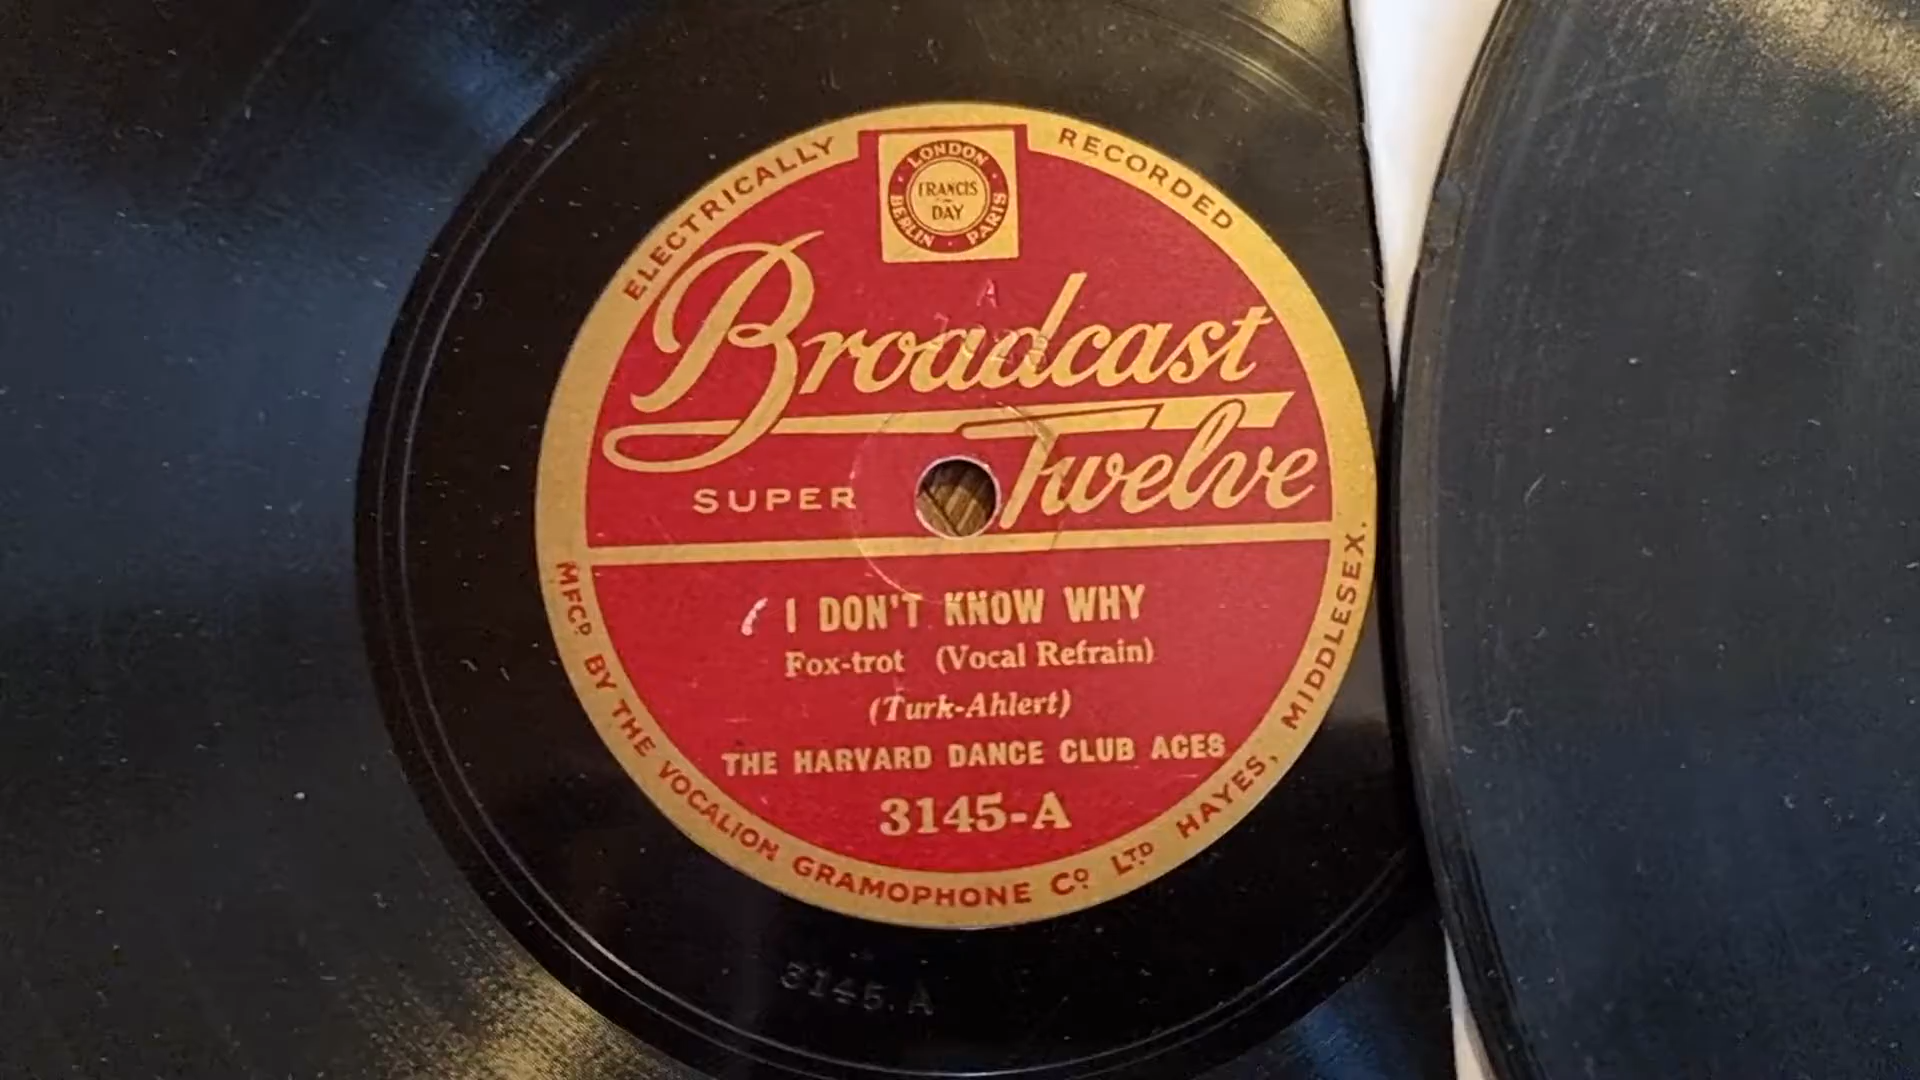 ELECTRICALLY RECORDED
LONDON
FRANCIS
DAY
BERLIN · PARIS
A
Broadcast
Twelve
SUPER
I DON'T KNOW WHY
Fox-trot (Vocal Refrain)
(Turk-Ahlert)
THE HARVARD DANCE CLUB ACES
3145-A
MFCD BY THE VOCALION GRAMOPHONE CO LTD HAYES, MIDDLESEX.
3145.A